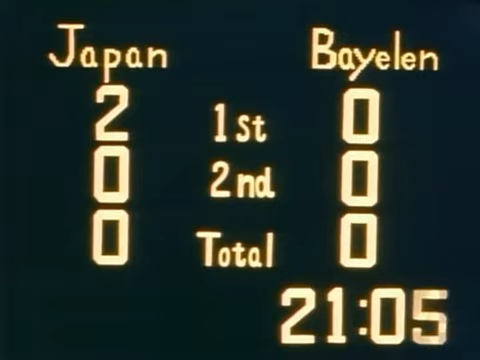 Japan Bayelen
2 1st 0
0 2nd 0
0 Total 0
21:05